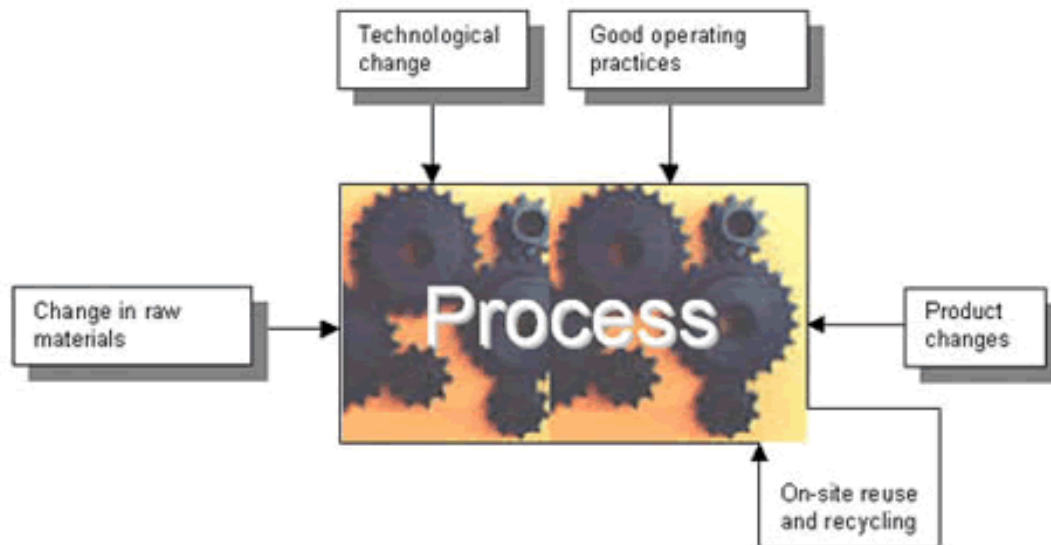 Technological
change
Good operating
practices
Change in raw
materials
Process
Product
changes
On-site reuse
and recycling